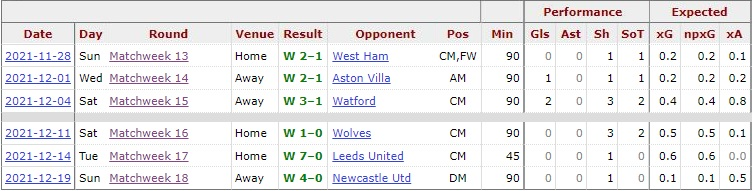 Performance Expected
Date Day Round Venue Result Opponent Pos Min Gls Ast Sh SoT xG npxG xA
2021-11-28 Sun Matchweek 13 Home W 2–1 West Ham CM,FW 90 0 0 1 1 0.2 0.2 0.1
2021-12-01 Wed Matchweek 14 Away W 2–1 Aston Villa AM 90 1 0 1 1 0.2 0.2 0.2
2021-12-04 Sat Matchweek 15 Away W 3–1 Watford CM 90 2 0 3 2 0.4 0.4 0.8
2021-12-11 Sat Matchweek 16 Home W 1–0 Wolves CM 90 0 0 3 2 0.5 0.5 0.1
2021-12-14 Tue Matchweek 17 Home W 7–0 Leeds United CM 45 0 0 1 1 0.6 0.6 0.0
2021-12-19 Sun Matchweek 18 Away W 4–0 Newcastle Utd DM 90 0 0 1 0 0.1 0.1 0.5